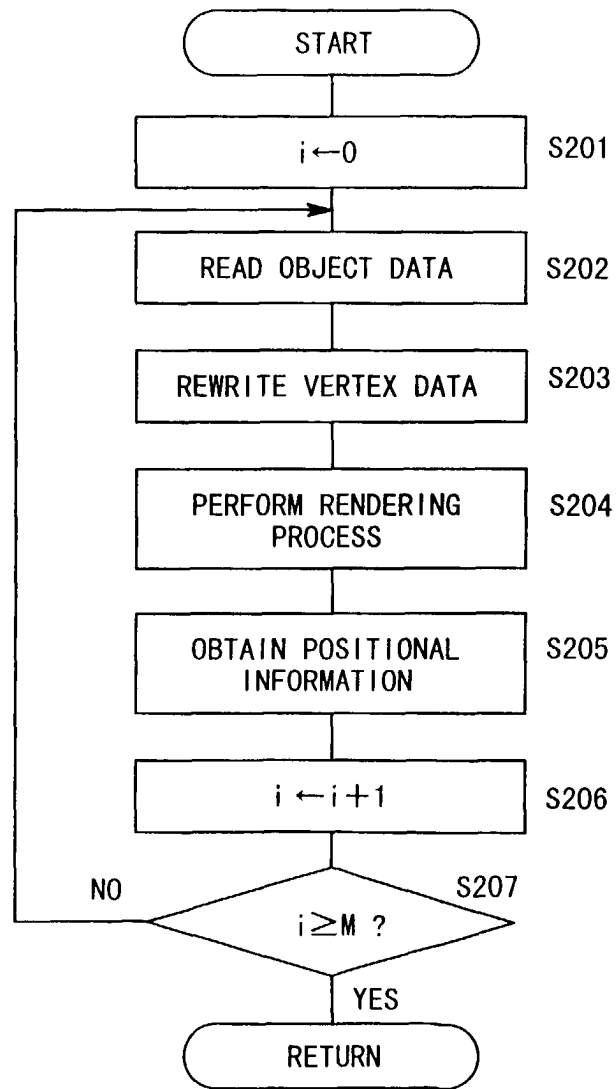 START
i←0
S201
READ OBJECT DATA
S202
REWRITE VERTEX DATA
S203
PERFORM RENDERING
PROCESS
S204
OBTAIN POSITIONAL
INFORMATION
S205
i←i+1
S206
NO
S207
i≥M ?
YES
RETURN